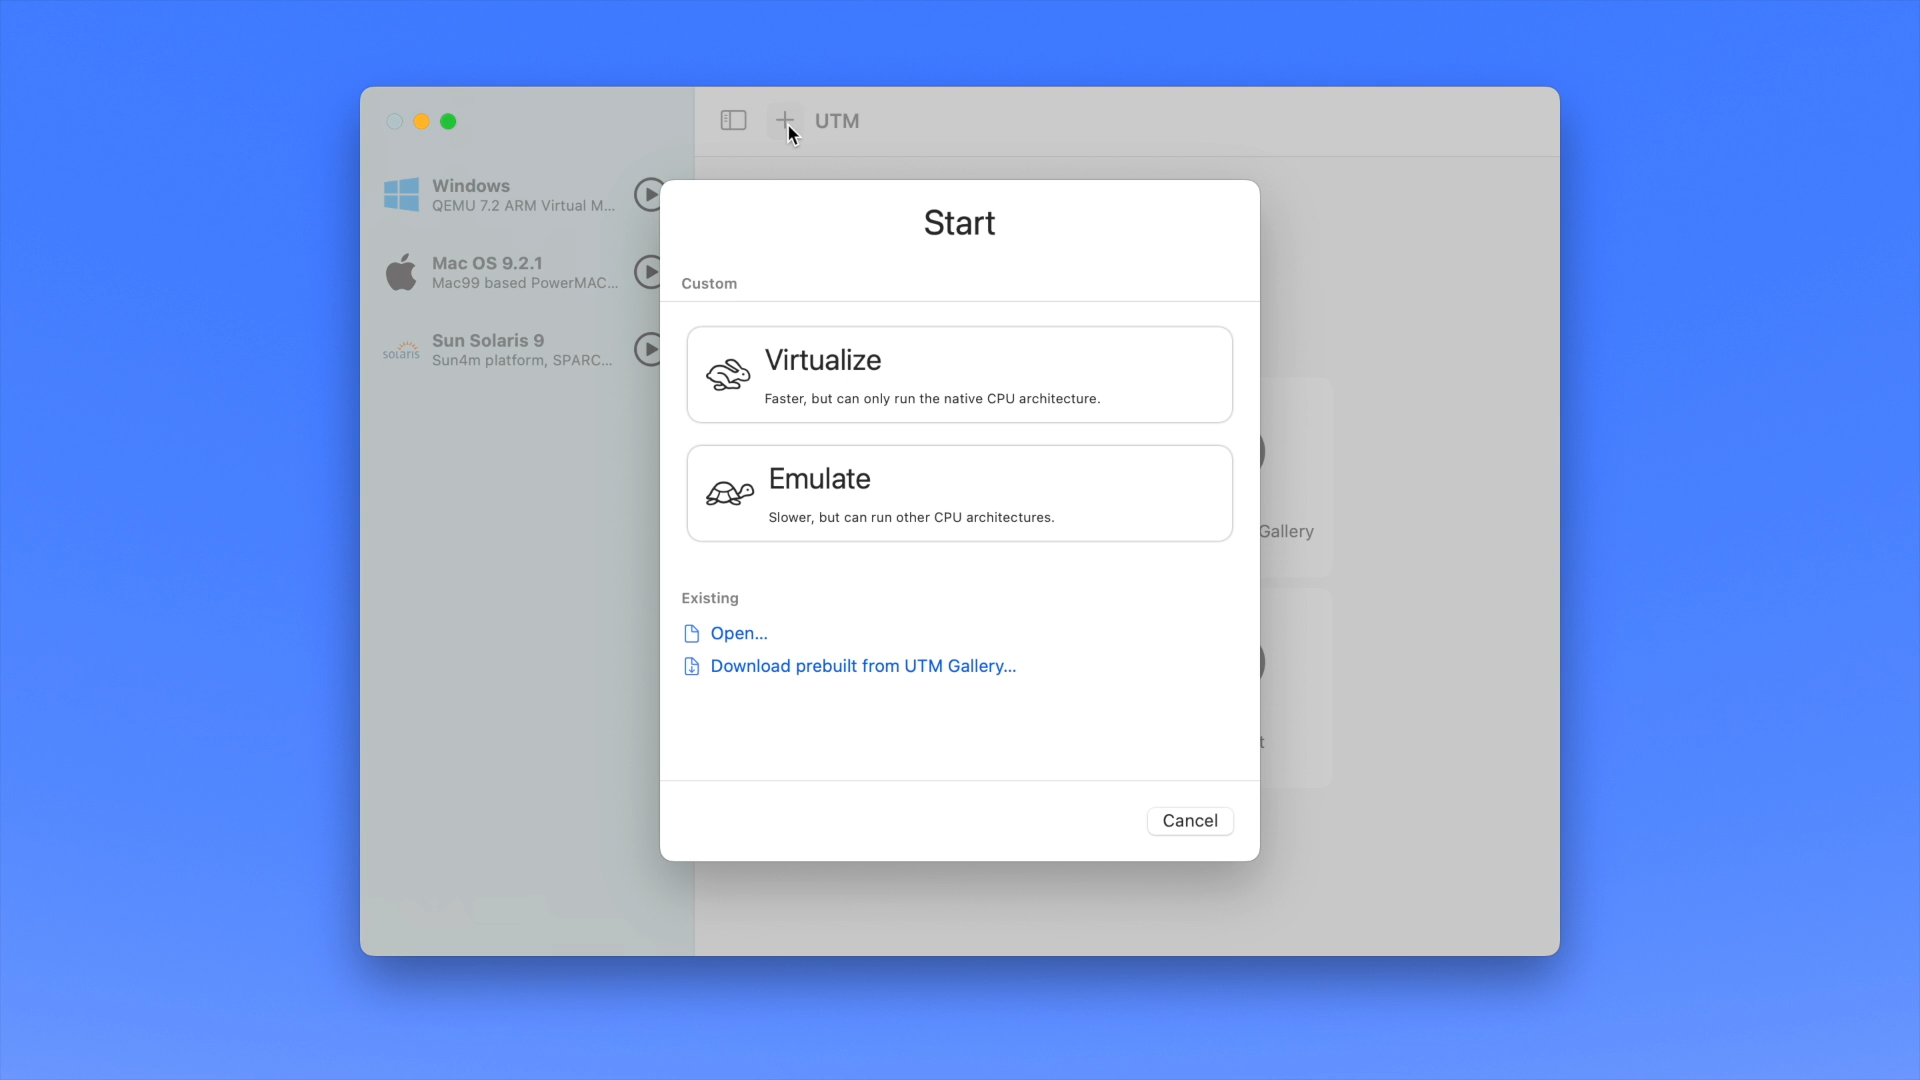 UTM
Windows
QEMU 7.2 ARM Virtual M...
Mac OS 9.2.1
Mac99 based PowerMAC...
solaris
Sun Solaris 9
Sun4m platform, SPARC...
Start
Custom
Virtualize
Faster, but can only run the native CPU architecture.
Emulate
Slower, but can run other CPU architectures.
Gallery
Existing
Open...
Download prebuilt from UTM Gallery...
t
Cancel